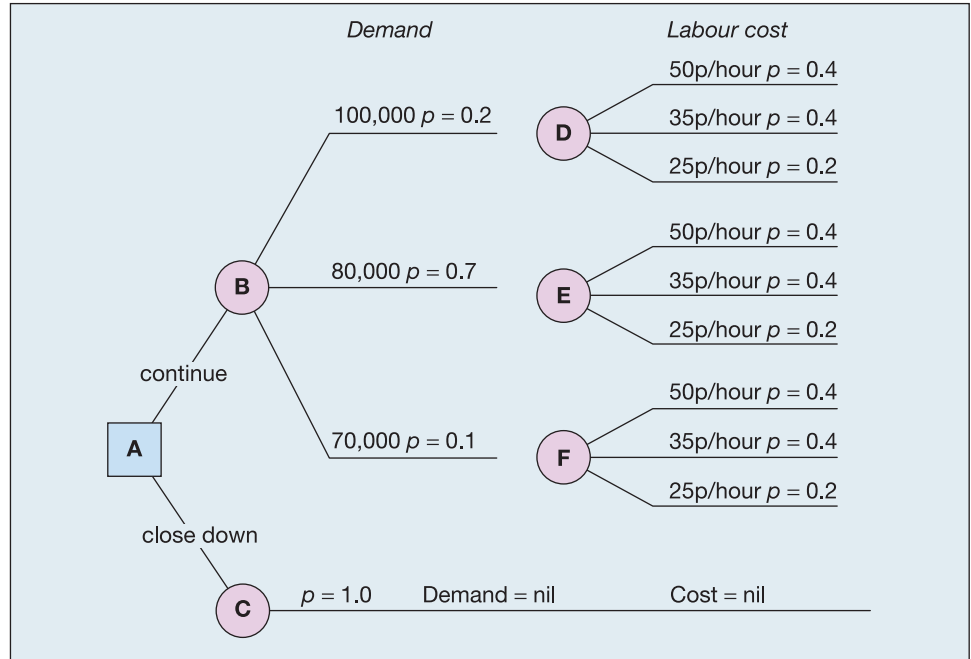 Demand Labour cost
50p/hour p = 0.4
100,000 p = 0.2
D
35p/hour p = 0.4
25p/hour p = 0.2
50p/hour p = 0.4
B
80,000 p = 0.7
E
35p/hour p = 0.4
25p/hour p = 0.2
continue
50p/hour p = 0.4
A
70,000 p = 0.1
F
35p/hour p = 0.4
25p/hour p = 0.2
close down
C
p = 1.0 Demand = nil Cost = nil